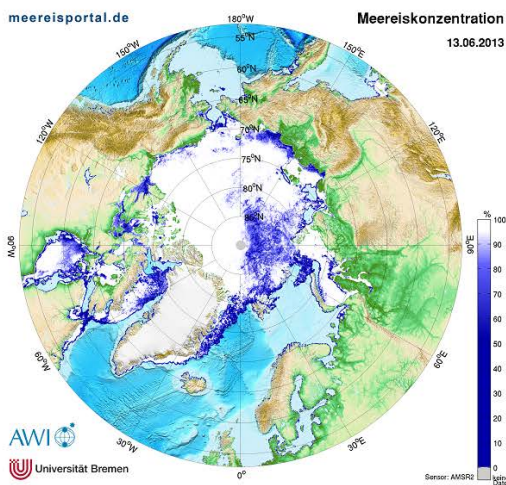 meereisportal.de
180°W
Meereiskonzentration
13.06.2013
55°N
150°W
150°E
60°N
65°N
120°W
120°E
70°N
75°N
80°N
85°N
%
100
90
80
70
60
50
40
30
20
10
0
90°W
90°E
60°W
60°E
30°W
30°E
0°
AWI
Universität Bremen
Sensor: AMSR2
kein
Date